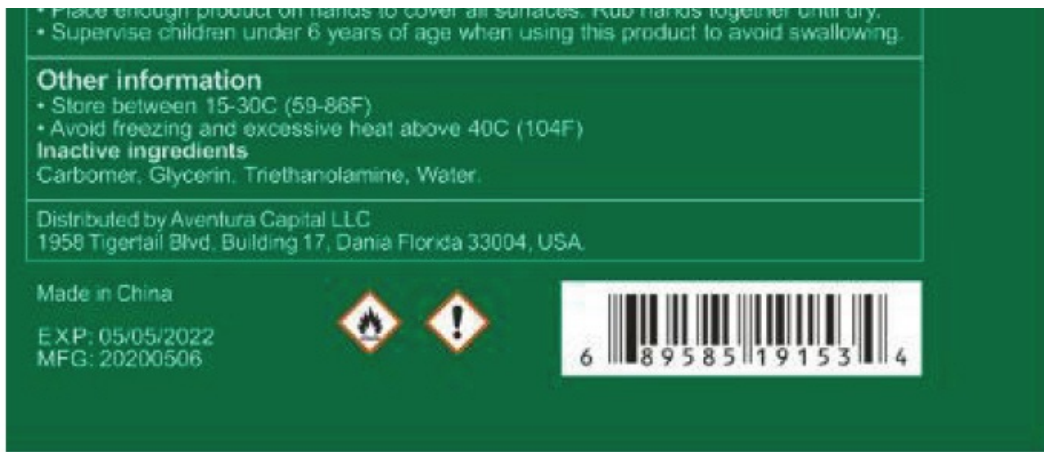 • Place enough product on hands to cover all surfaces. Rub hands together until dry.
• Supervise children under 6 years of age when using this product to avoid swallowing.
Other information
• Store between 15-30C (59-86F)
• Avoid freezing and excessive heat above 40C (104F)
Inactive ingredients
Carbomer, Glycerin, Triethanolamine, Water.
Distributed by Aventura Capital LLC
1958 Tigertail Blvd, Building 17, Dania Florida 33004, USA.
Made in China
EXP: 05/05/2022
MFG: 20200506
6 89585 19153 4